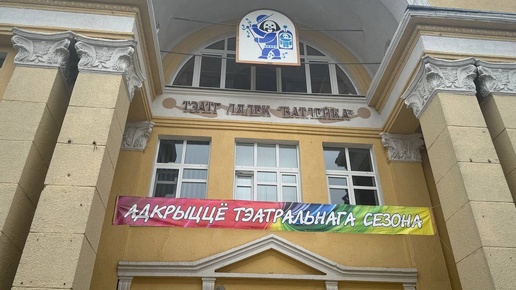 ТЭАТР ЛЯЛЕК "БАТЛЕЙКА"
АДКРЫЦЦЁ ТЭАТРАЛЬНАГА СЕЗОНА